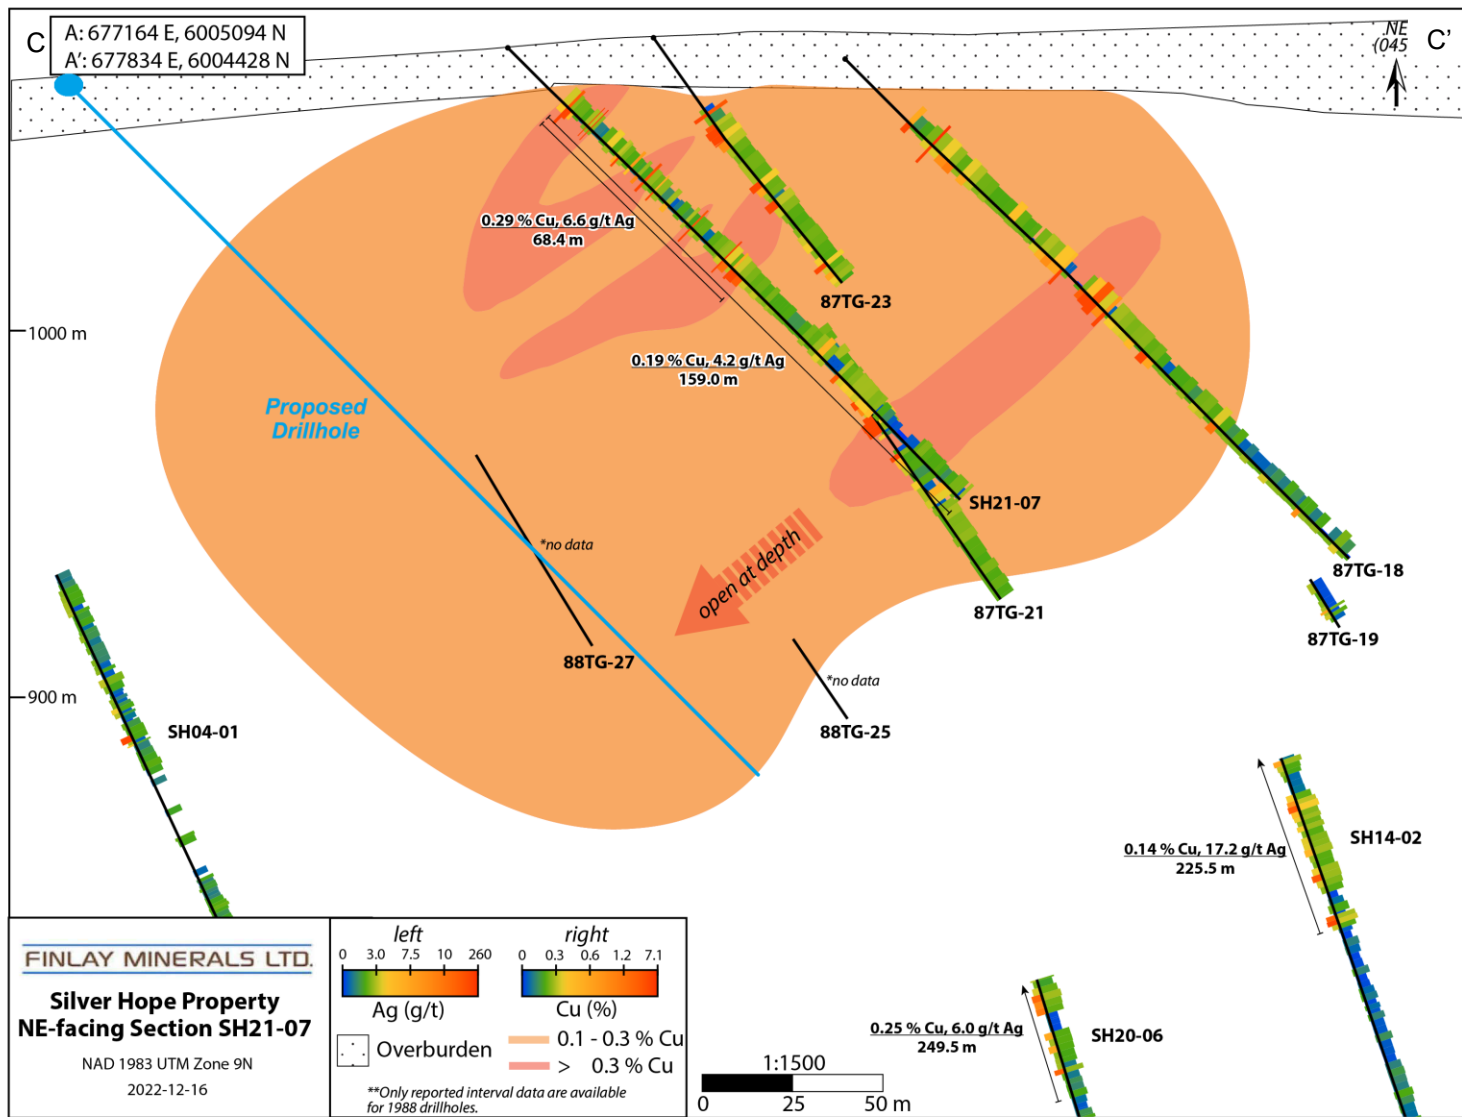 C
A: 677164 E, 6005094 N
A': 677834 E, 6004428 N
NE
(045
C'
0.29 % Cu, 6.6 g/t Ag
68.4 m
87TG-23
1000 m
0.19 % Cu, 4.2 g/t Ag
159.0 m
Proposed
Drillhole
SH21-07
*no data
open at depth
87TG-18
87TG-21
87TG-19
88TG-27
*no data
900 m
88TG-25
SH04-01
SH14-02
0.14 % Cu, 17.2 g/t Ag
225.5 m
0.25 % Cu, 6.0 g/t Ag
249.5 m
SH20-06
FINLAY MINERALS LTD.
Silver Hope Property
NE-facing Section SH21-07
NAD 1983 UTM Zone 9N
2022-12-16
left
0 3.0 7.5 10 260
Ag (g/t)
right
0 0.3 0.6 1.2 7.1
Cu (%)
Overburden
0.1 - 0.3 % Cu
> 0.3 % Cu
**Only reported interval data are available
for 1988 drillholes.
1:1500
0 25 50 m